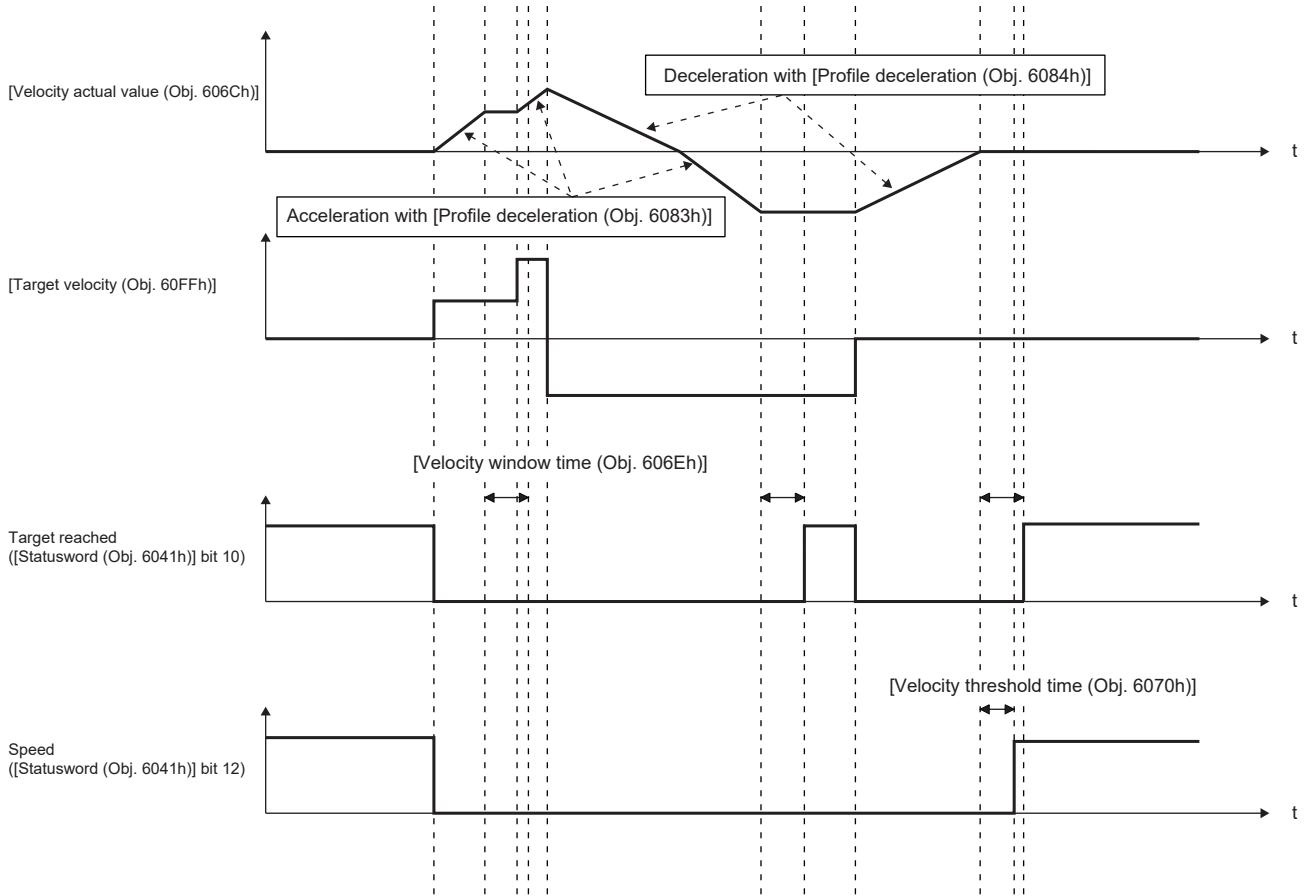 [Velocity actual value (Obj. 606Ch)]
Deceleration with [Profile deceleration (Obj. 6084h)]
t
Acceleration with [Profile deceleration (Obj. 6083h)]
[Target velocity (Obj. 60FFh)]
t
[Velocity window time (Obj. 606Eh)]
Target reached
([Statusword (Obj. 6041h)] bit 10)
t
[Velocity threshold time (Obj. 6070h)]
Speed
([Statusword (Obj. 6041h)] bit 12)
t